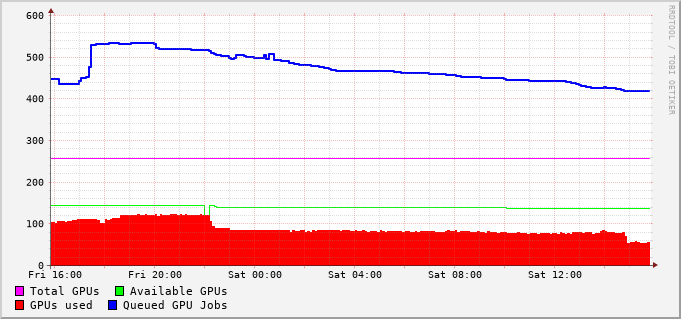 600
500
400
300
200
100
0
Fri 16:00 Fri 20:00 Sat 00:00 Sat 04:00 Sat 08:00 Sat 12:00
Total GPUs Available GPUs
GPUs used Queued GPU Jobs
RRDTOOL / TOBI OETIKER